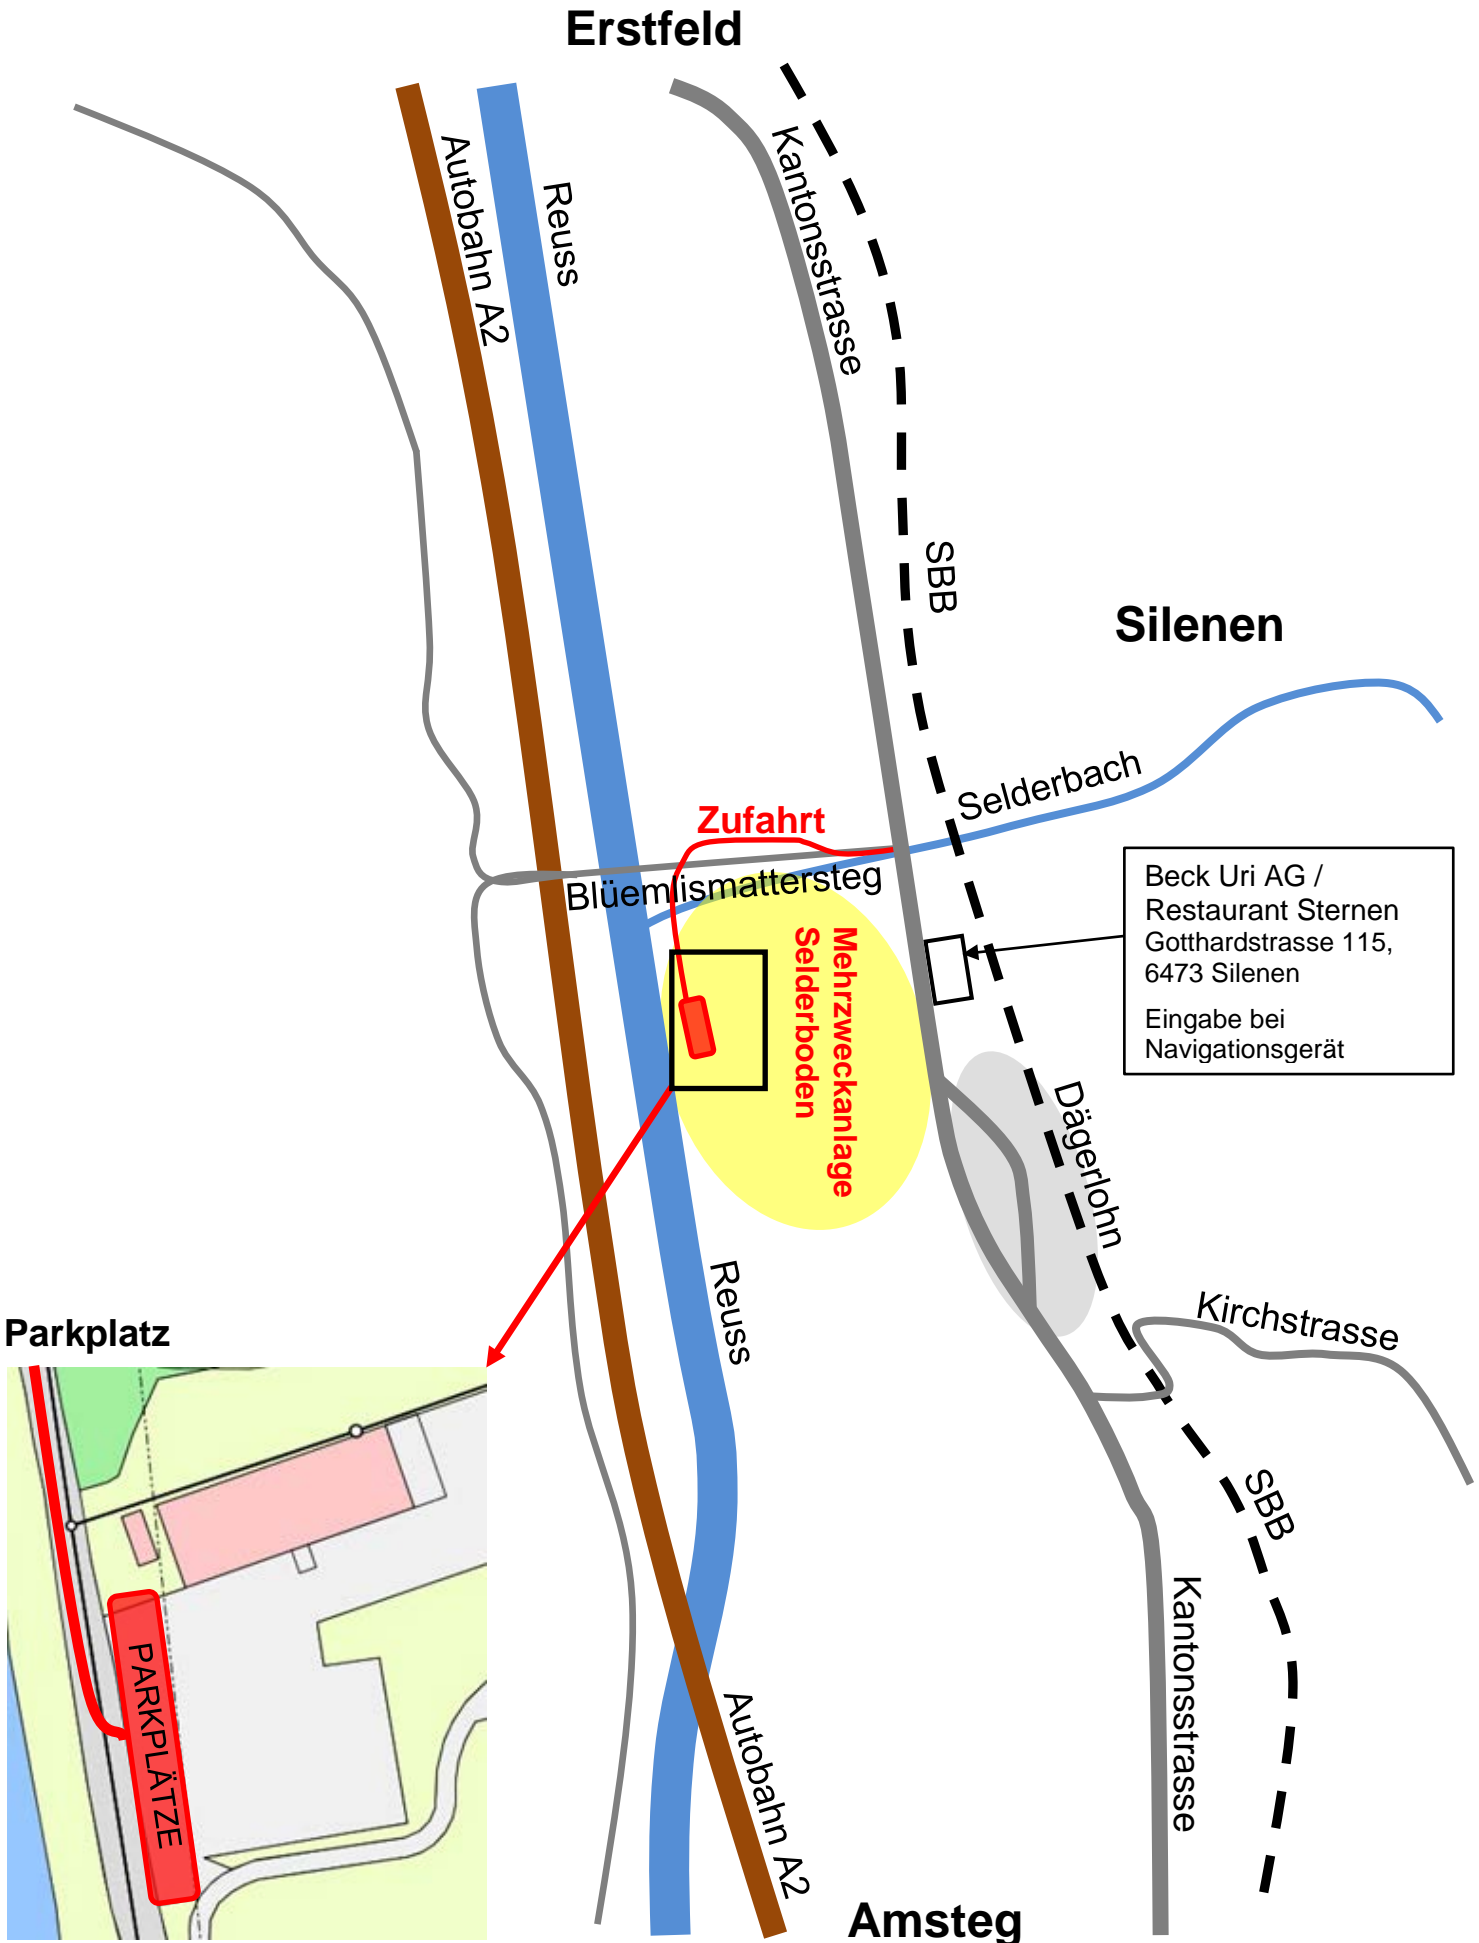 Erstfeld
Autobahn A2
Reuss
Kantonsstrasse
SBB
Silenen
Selderbach
Zufahrt
Blüemlismattersteg
Beck Uri AG /
Restaurant Sternen
Gotthardstrasse 115,
6473 Silenen
Eingabe bei
Navigationsgerät
Mehrzweckanlage
Selderboden
Dägerlohn
Reuss
Kirchstrasse
Parkplatz
SBB
PARKPLÄTZE
Kantonsstrasse
Autobahn A2
Amsteg